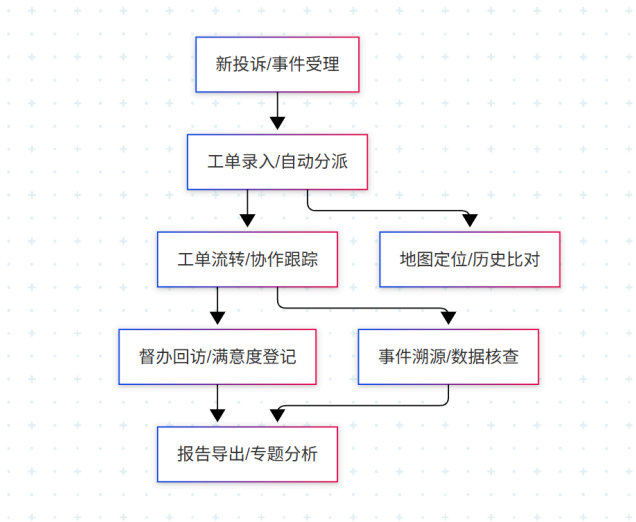 新投诉/事件受理
工单录入/自动分派
工单流转/协作跟踪
地图定位/历史比对
督办回访/满意度登记
事件溯源/数据核查
报告导出/专题分析